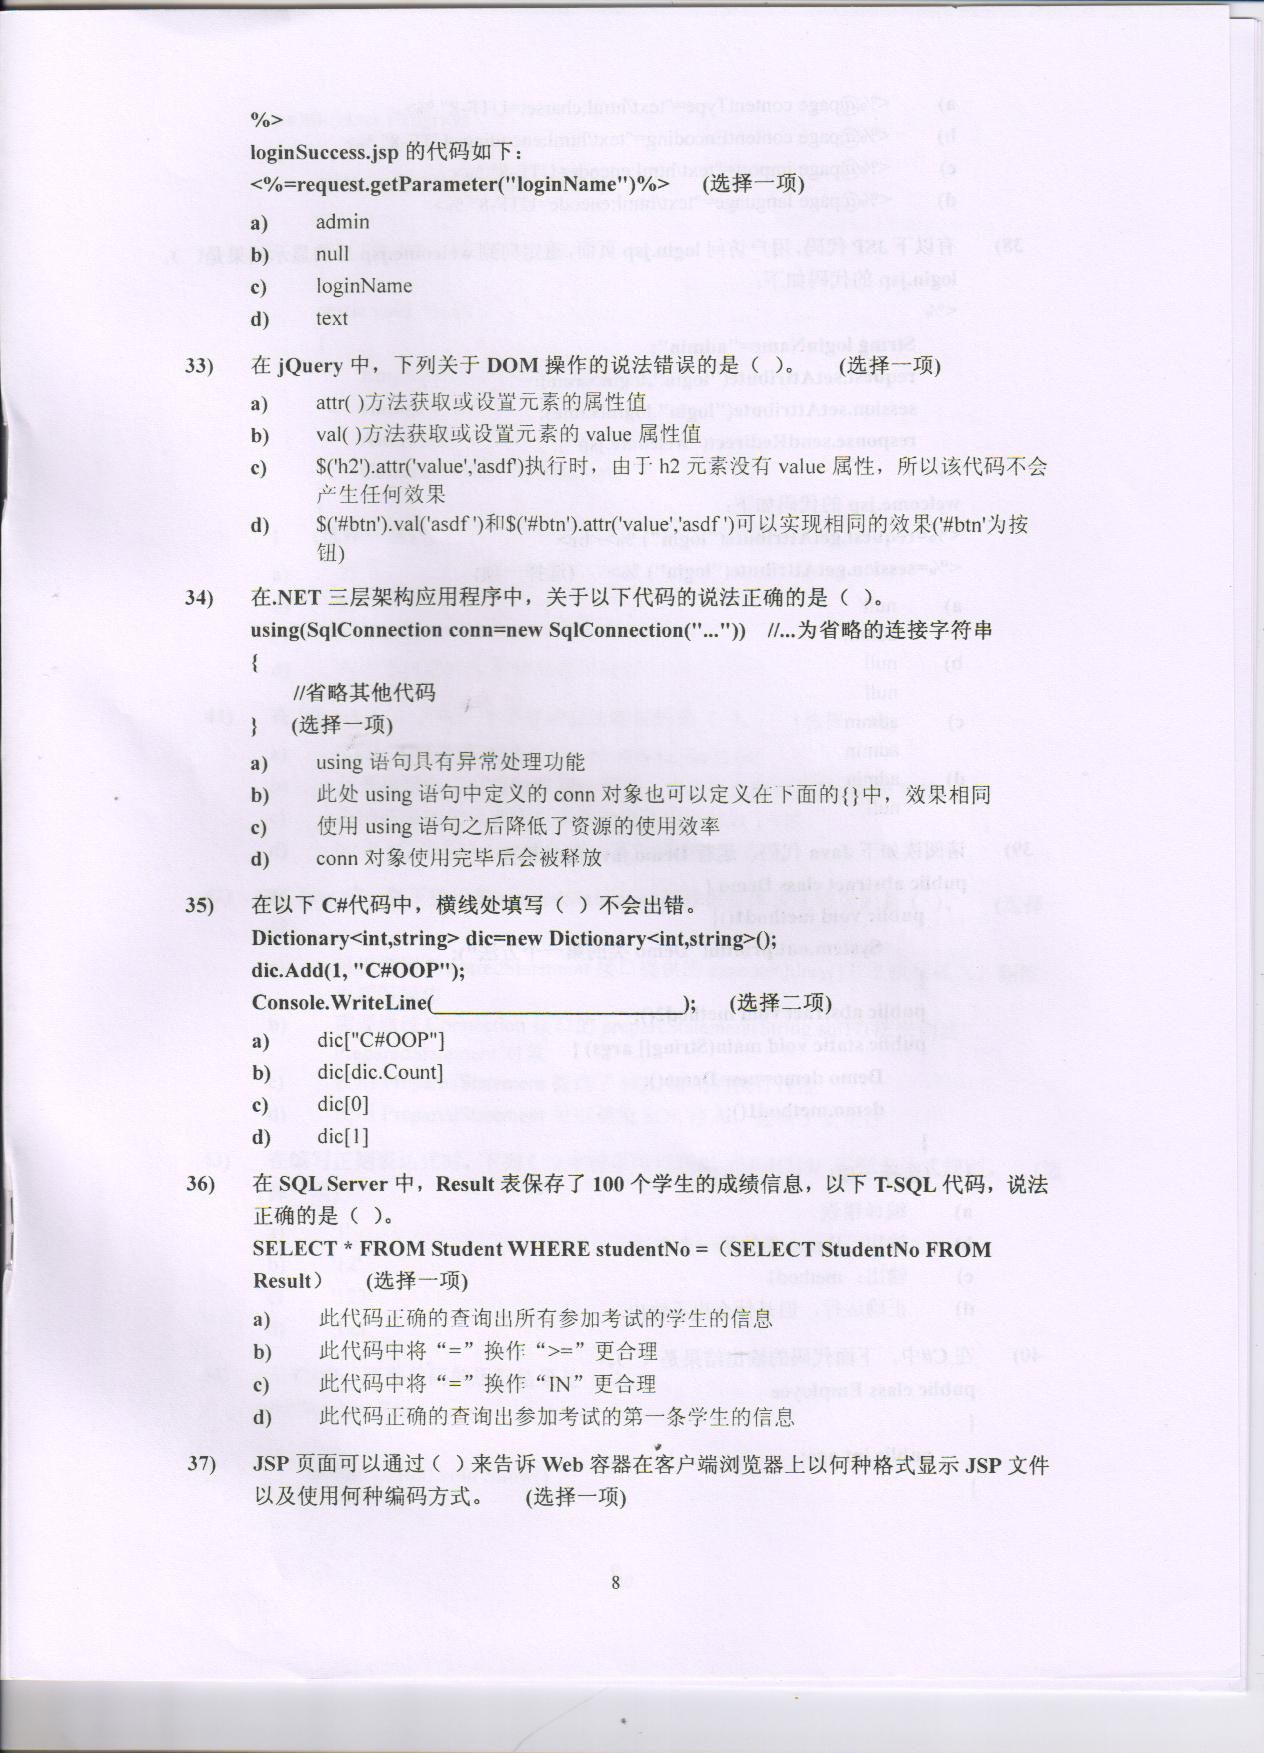 %>
loginSuccess.jsp 的代码如下：
<%=request.getParameter("loginName")%> (选择一项)
a) admin
b) null
c) loginName
d) text
33) 在 jQuery 中，下列关于 DOM 操作的说法错误的是（ ）。 (选择一项)
a) attr( )方法获取或设置元素的属性值
b) val( )方法获取或设置元素的 value 属性值
c) $('h2').attr('value','asdf')执行时，由于 h2 元素没有 value 属性，所以该代码不会
产生任何效果
d) $('#btn').val('asdf ')和$('#btn').attr('value','asdf ')可以实现相同的效果('#btn'为按
钮)
34) 在.NET 三层架构应用程序中，关于以下代码的说法正确的是（ ）。
using(SqlConnection conn=new SqlConnection("...")) //...为省略的连接字符串
{
//省略其他代码
} (选择一项)
a) using 语句具有异常处理功能
b) 此处 using 语句中定义的 conn 对象也可以定义在下面的{}中，效果相同
c) 使用 using 语句之后降低了资源的使用效率
d) conn 对象使用完毕后会被释放
35) 在以下 C#代码中，横线处填写（ ）不会出错。
Dictionary<int,string> dic=new Dictionary<int,string>();
dic.Add(1, "C#OOP");
Console.WriteLine(____________________); (选择二项)
a) dic["C#OOP"]
b) dic[dic.Count]
c) dic[0]
d) dic[1]
36) 在 SQL Server 中，Result 表保存了 100 个学生的成绩信息，以下 T-SQL 代码，说法
正确的是（ ）。
SELECT * FROM Student WHERE studentNo =（SELECT StudentNo FROM
Result） (选择一项)
a) 此代码正确的查询出所有参加考试的学生的信息
b) 此代码中将“=”换作“>=”更合理
c) 此代码中将“=”换作“IN”更合理
d) 此代码正确的查询出参加考试的第一条学生的信息
37) JSP 页面可以通过（ ）来告诉 Web 容器在客户端浏览器上以何种格式显示 JSP 文件
以及使用何种编码方式。 (选择一项)
8